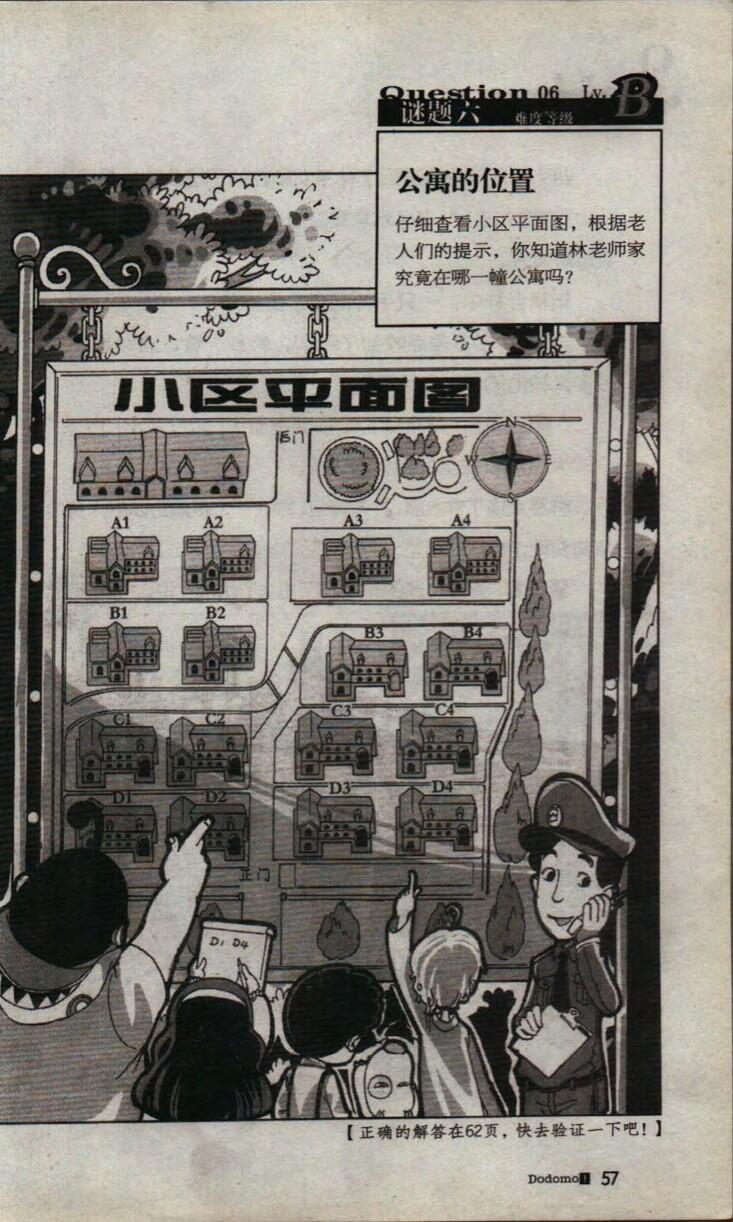 Question 06 Lv. B
谜题六 难度等级
公寓的位置
仔细查看小区平面图，根据老
人们的提示，你知道林老师家
究竟在哪一幢公寓吗？
小区平面图
后门
N
W E
S
A1 A2 A3 A4
B1 B2 B3 B4
C1 C2 C3 C4
D1 D2 D3 D4
正门
D1 D4
【正确的解答在62页，快去验证一下吧！】
Dodomo! 57